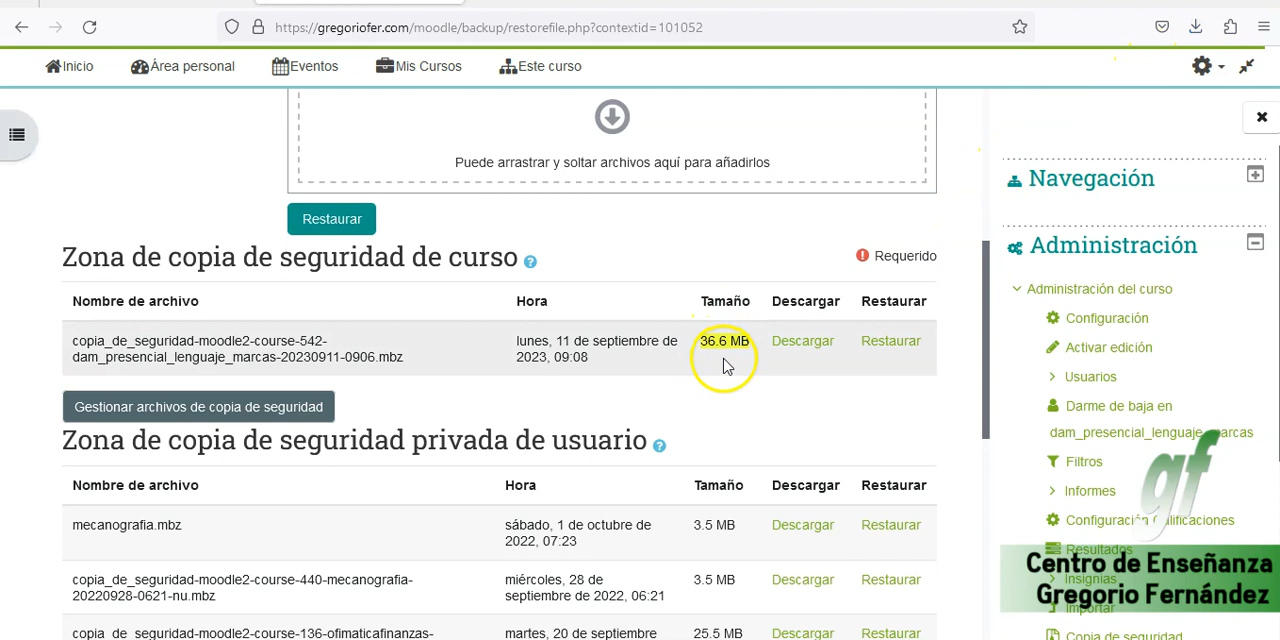 https://gregoriofer.com/moodle/backup/restorefile.php?contextid=101052
Inicio Área personal Eventos Mis Cursos Este curso
Puede arrastrar y soltar archivos aquí para añadirlos
Restaurar
Zona de copia de seguridad de curso
Requerido
Nombre de archivo Hora Tamaño Descargar Restaurar
copia_de_seguridad-moodle2-course-542-
dam_presencial_lenguaje_marcas-20230911-0906.mbz
lunes, 11 de septiembre de
2023, 09:08
36.6 MB Descargar Restaurar
Gestionar archivos de copia de seguridad
Zona de copia de seguridad privada de usuario
Nombre de archivo Hora Tamaño Descargar Restaurar
mecanografia.mbz
sábado, 1 de octubre de
2022, 07:23
3.5 MB Descargar Restaurar
copia_de_seguridad-moodle2-course-440-mecanografia-
20220928-0621-nu.mbz
miércoles, 28 de
septiembre de 2022, 06:21
3.5 MB Descargar Restaurar
copia_de_seguridad-moodle2-course-136-ofimaticafinanzas-
martes, 20 de septiembre
25.5 MB Descargar Restaurar
Navegación
Administración
Administración del curso
Configuración
Activar edición
Usuarios
Darme de baja en
dam_presencial_lenguaje_marcas
Filtros
Informes
Configuración Calificaciones
Resultados
Insignias
Importar
Copia de seguridad
gf
Centro de Enseñanza
Gregorio Fernández